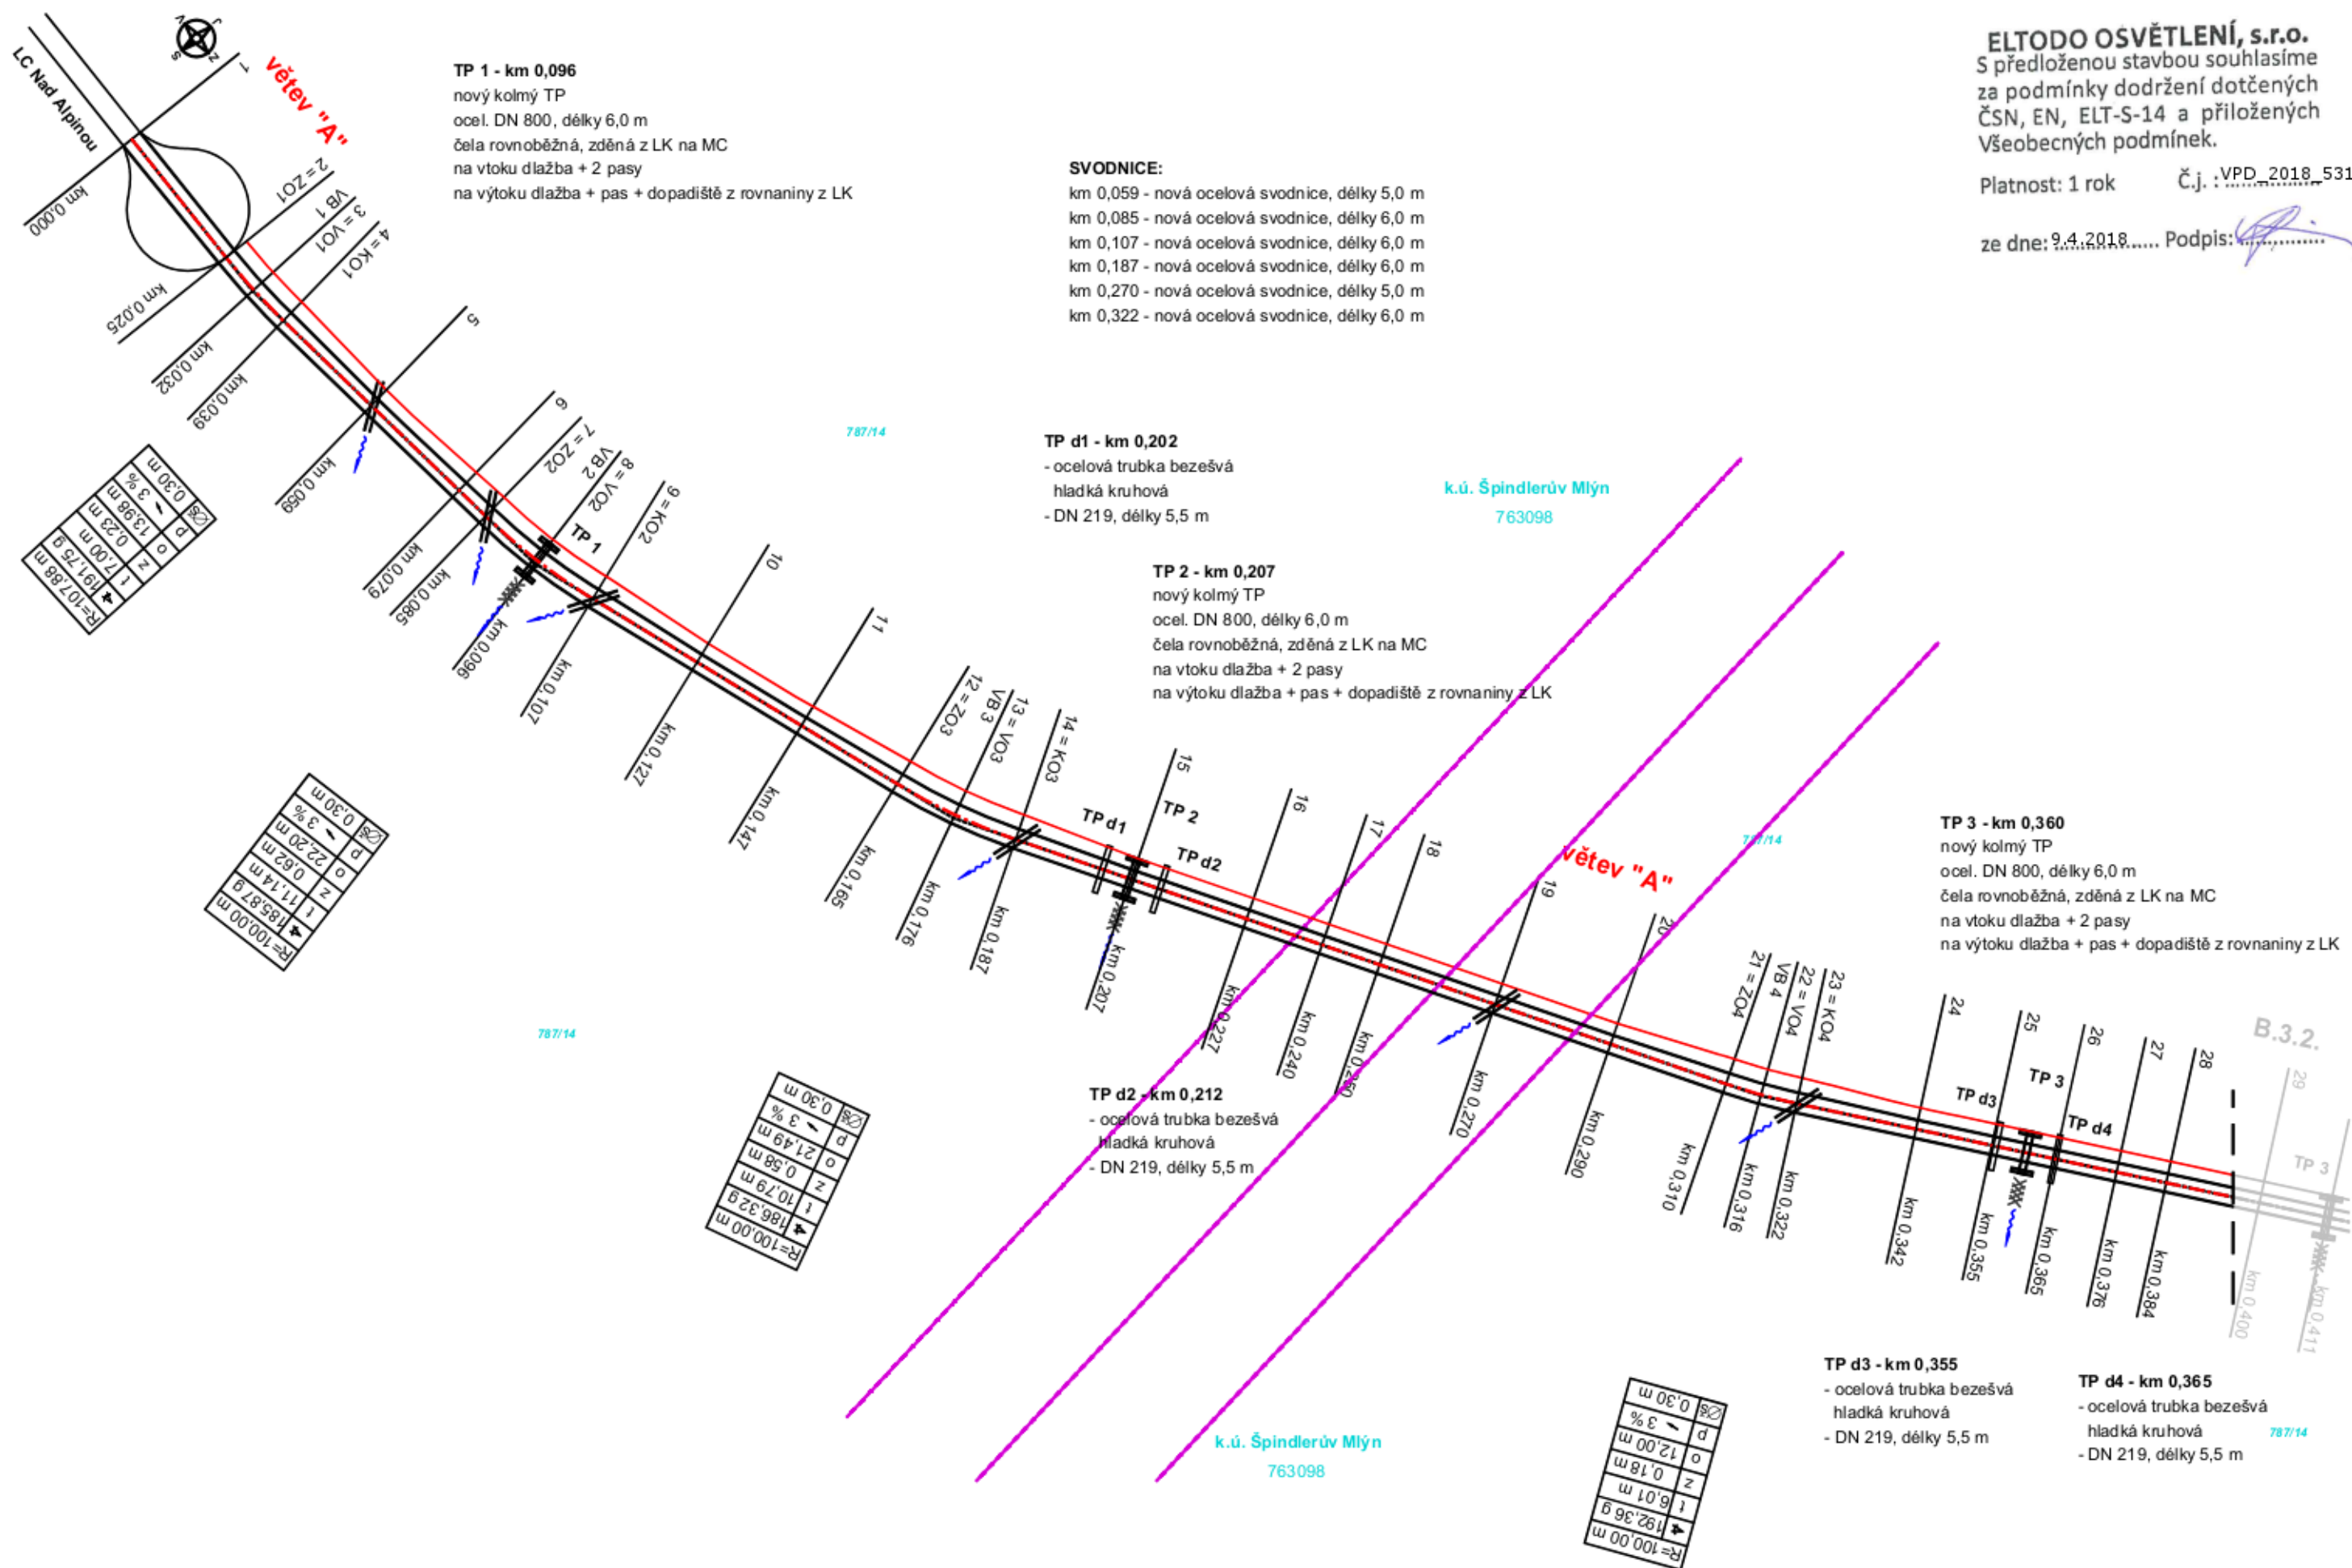 LC Nad Alpinou
větev "A"
J
V
Z
S
1
km 0,000
2 = ZO1
km 0,025
VB 1
3 = VO1
km 0,032
4 = KO1
km 0,039
5
km 0,059
6
km 0,079
7 = ZO2
km 0,085
VB 2
8 = VO2
TP 1
km 0,096
9 = KO2
km 0,107
10
km 0,127
11
km 0,147
12 = ZO3
km 0,165
VB 3
13 = VO3
km 0,176
14 = KO3
km 0,187
TP d1
15
TP 2
km 0,207
TP d2
16
km 0,227
17
km 0,240
18
km 0,250
19
km 0,270
20
km 0,290
21 = ZO4
km 0,310
VB 4
22 = VO4
km 0,316
23 = KO4
km 0,322
24
km 0,342
TP d3
25
km 0,355
TP 3
26
km 0,365
TP d4
27
km 0,376
28
km 0,384
B.3.2.
29
km 0,400
TP 3
km 0,411
TP 1 - km 0,096
nový kolmý TP
ocel. DN 800, délky 6,0 m
čela rovnoběžná, zděná z LK na MC
na vtoku dlažba + 2 pasy
na výtoku dlažba + pas + dopadiště z rovnaniny z LK
SVODNICE:
km 0,059 - nová ocelová svodnice, délky 5,0 m
km 0,085 - nová ocelová svodnice, délky 6,0 m
km 0,107 - nová ocelová svodnice, délky 6,0 m
km 0,187 - nová ocelová svodnice, délky 6,0 m
km 0,270 - nová ocelová svodnice, délky 5,0 m
km 0,322 - nová ocelová svodnice, délky 6,0 m
ELTODO OSVĚTLENÍ, s.r.o.
S předloženou stavbou souhlasíme
za podmínky dodržení dotčených
ČSN, EN, ELT-S-14 a přiložených
Všeobecných podmínek.
Platnost: 1 rok Č.j. : VPD_2018_531
ze dne: 9.4.2018 Podpis:
787/14
TP d1 - km 0,202
- ocelová trubka bezešvá
hladká kruhová
- DN 219, délky 5,5 m
k.ú. Špindlerův Mlýn
763098
TP 2 - km 0,207
nový kolmý TP
ocel. DN 800, délky 6,0 m
čela rovnoběžná, zděná z LK na MC
na vtoku dlažba + 2 pasy
na výtoku dlažba + pas + dopadiště z rovnaniny z LK
větev "A"
787/14
TP 3 - km 0,360
nový kolmý TP
ocel. DN 800, délky 6,0 m
čela rovnoběžná, zděná z LK na MC
na vtoku dlažba + 2 pasy
na výtoku dlažba + pas + dopadiště z rovnaniny z LK
787/14
TP d2 - km 0,212
- ocelová trubka bezešvá
hladká kruhová
- DN 219, délky 5,5 m
TP d3 - km 0,355
- ocelová trubka bezešvá
hladká kruhová
- DN 219, délky 5,5 m
TP d4 - km 0,365
- ocelová trubka bezešvá
hladká kruhová
- DN 219, délky 5,5 m
787/14
k.ú. Špindlerův Mlýn
763098
R=107,88 m
191,75 g
t 7,00 m
z 0,23 m
o 13,98 m
p 3 %
š 0,30 m
R=100,00 m
185,87 g
t 11,14 m
z 0,62 m
o 22,20 m
p 3 %
š 0,30 m
R=100,00 m
186,32 g
t 10,79 m
z 0,58 m
o 21,49 m
p 3 %
š 0,30 m
R=100,00 m
192,36 g
t 6,01 m
z 0,18 m
o 12,00 m
p 3 %
š 0,30 m